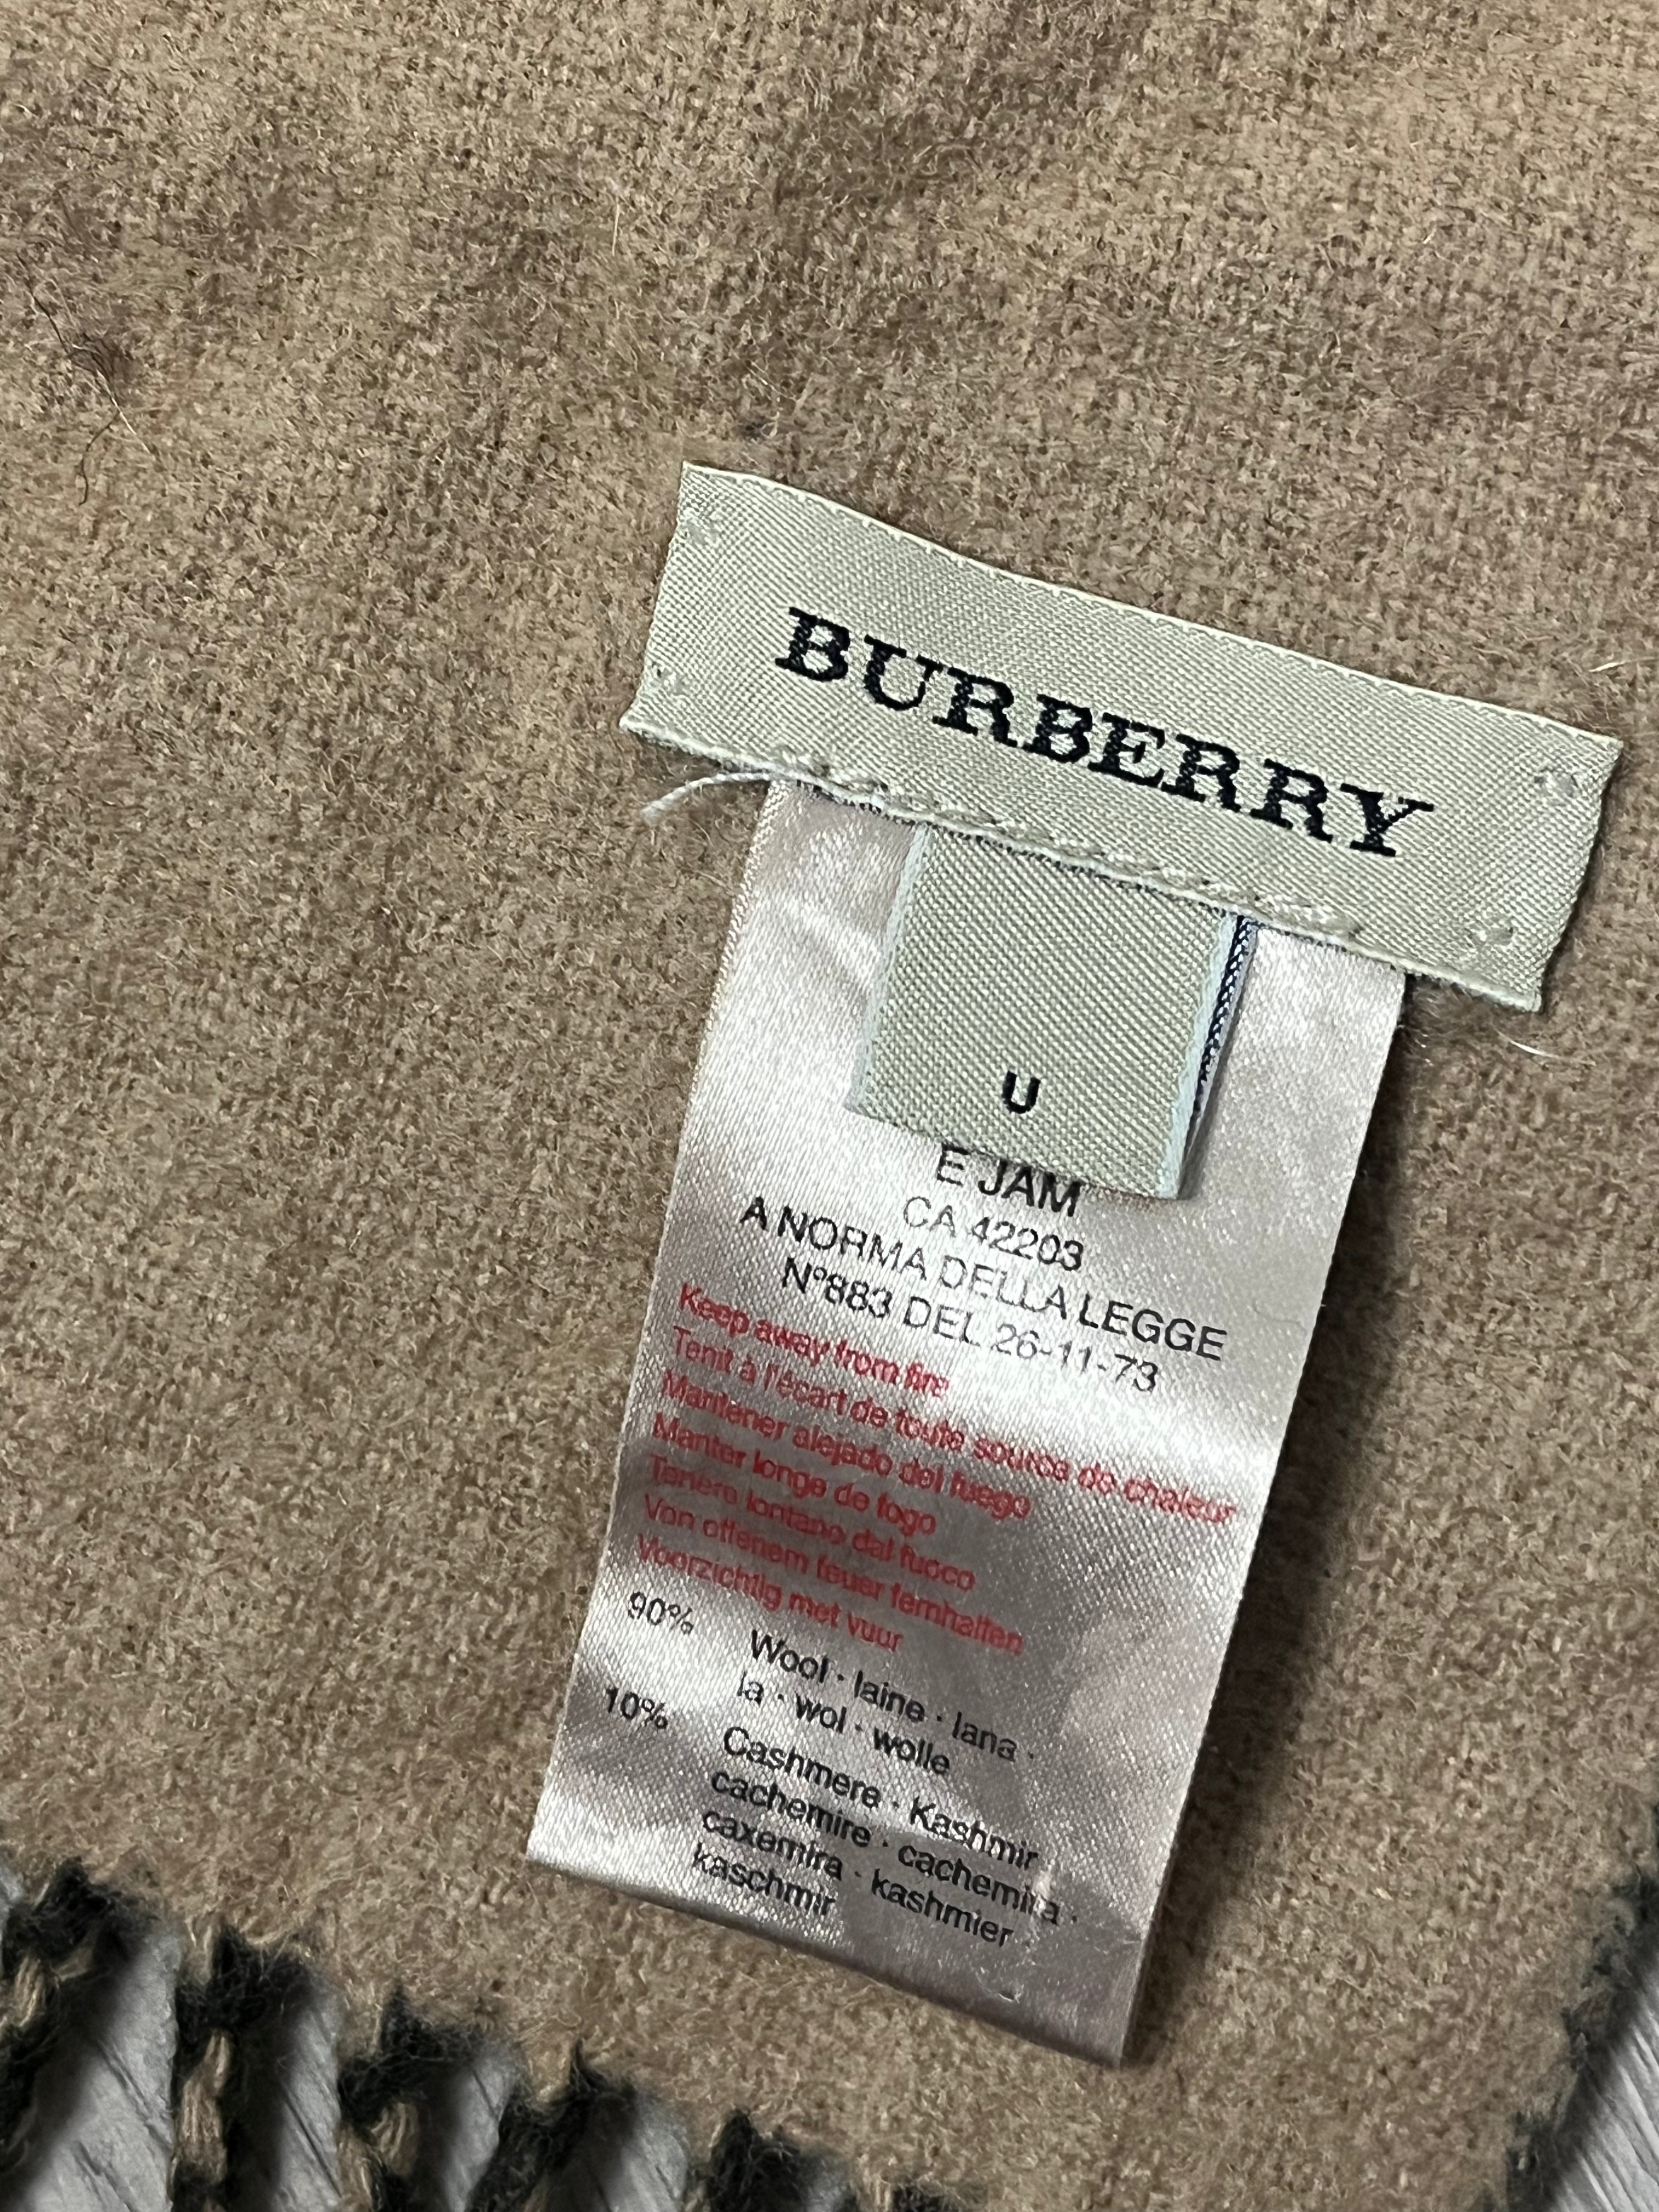 BURBERRY
U
E JAM
CA 42203
A NORMA DELLA LEGGE
N°883 DEL 26-11-73
Keep away from fire
Tenir à l'écart de toute source de chaleur
Mantener alejado del fuego
Manter longe de fogo
Tenere lontano dal fuoco
Von offenem feuer fernhalten
Voorzichtig met vuur
90% Wool · laine · lana ·
la · wol · wolle
10% Cashmere · Kashmir
cachemire · cachemira ·
caxemira · kashmier
kaschmir